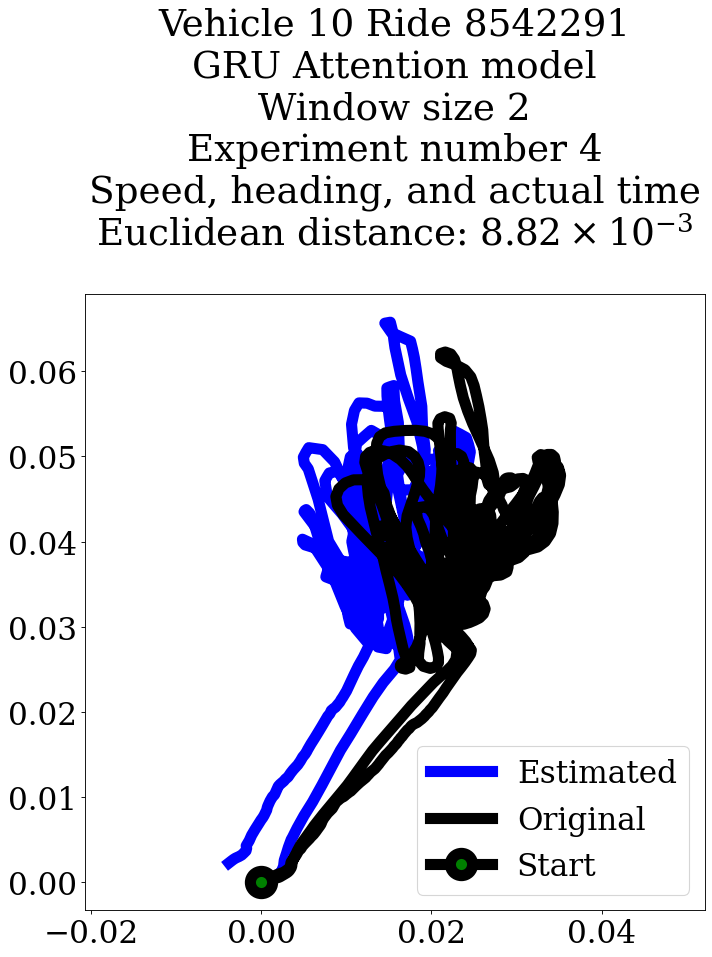 Vehicle 10 Ride 8542291
GRU Attention model
Window size 2
Experiment number 4
Speed, heading, and actual time
Euclidean distance: 8.82 × 10⁻³
0.06
0.05
0.04
0.03
0.02
0.01
0.00
Estimated
Original
Start
−0.02 0.00 0.02 0.04